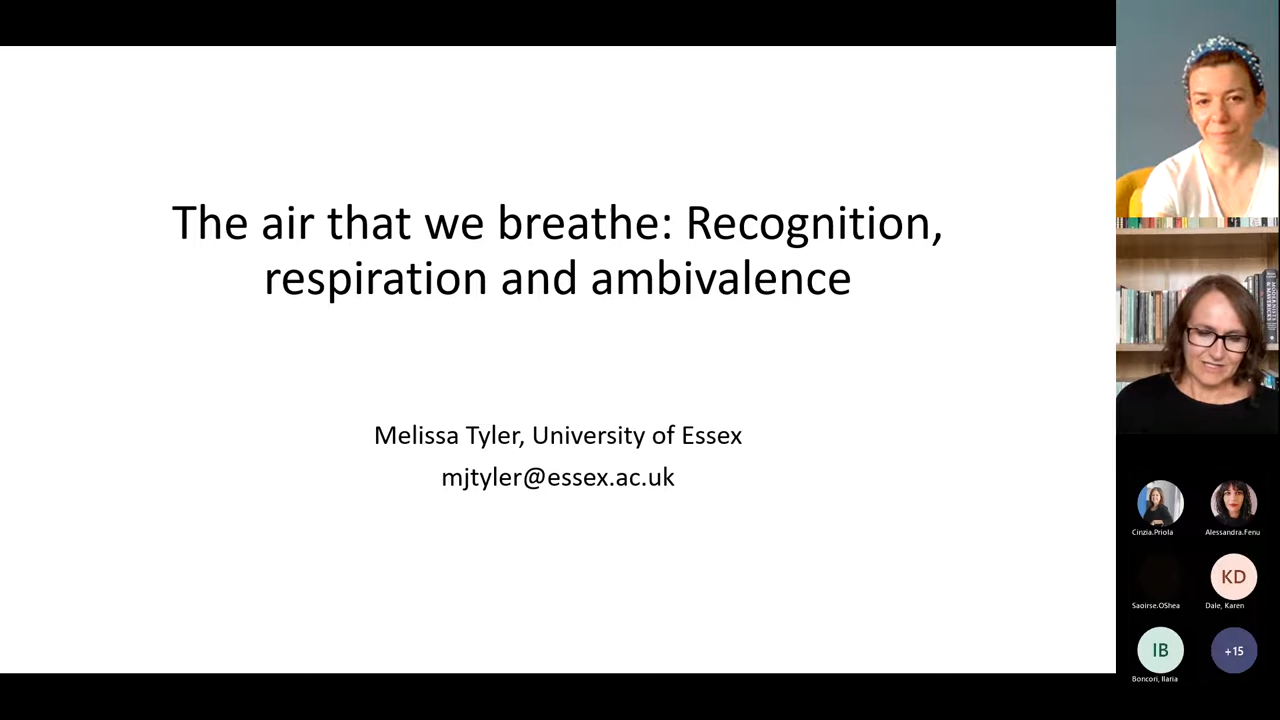 The air that we breathe: Recognition,
respiration and ambivalence
Melissa Tyler, University of Essex
mjtyler@essex.ac.uk
Cinzia.Priola
Alessandra.Fenu
Saoirse.OShea
KD
Dale, Karen
IB
Boncori, Ilaria
+15